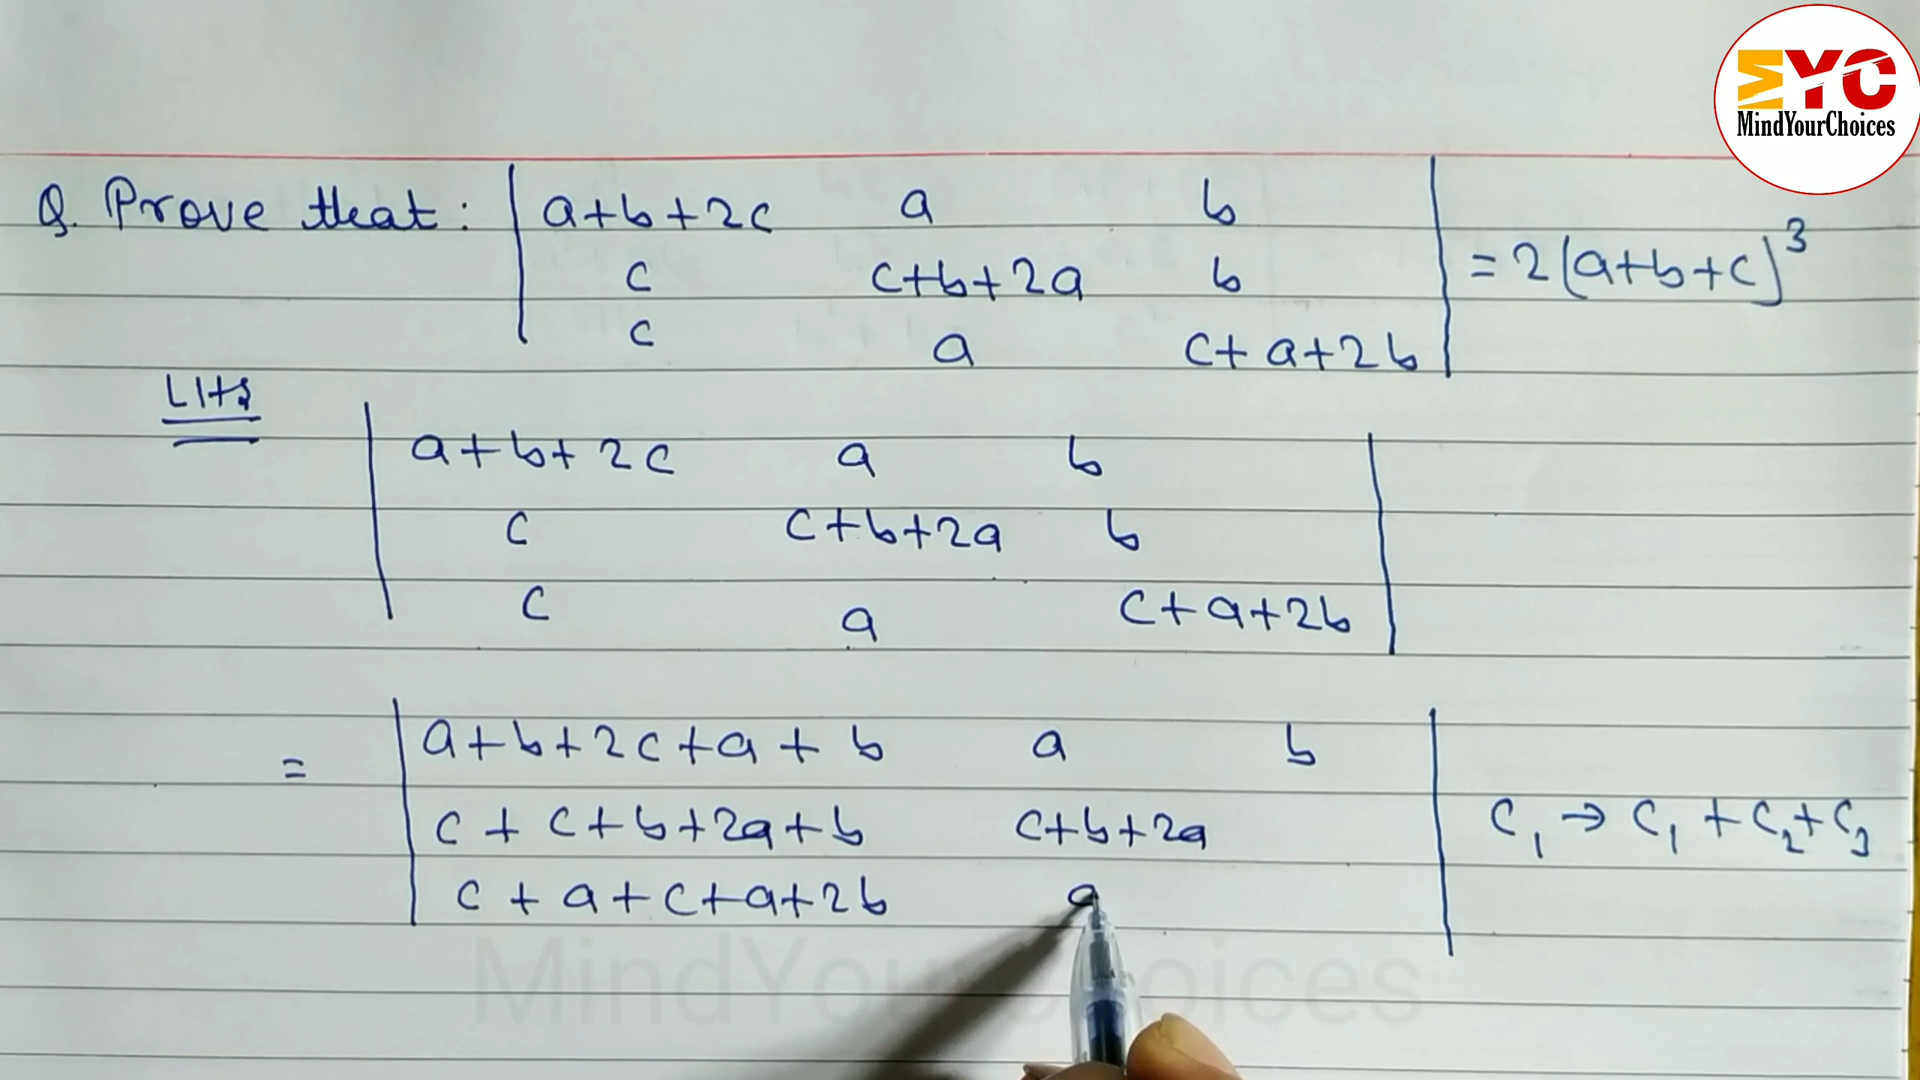 MYC
MindYourChoices
Q. Prove that: | a+b+2c a b |
| c c+b+2a b | = 2(a+b+c)³
| c a c+a+2b |
LHS
| a+b+2c a b |
| c c+b+2a b |
| c a c+a+2b |
= | a+b+2c+a+b a b |
| c+c+b+2a+b c+b+2a | C₁ → C₁+C₂+C₃
| c+a+c+a+2b a |
MindYourChoices